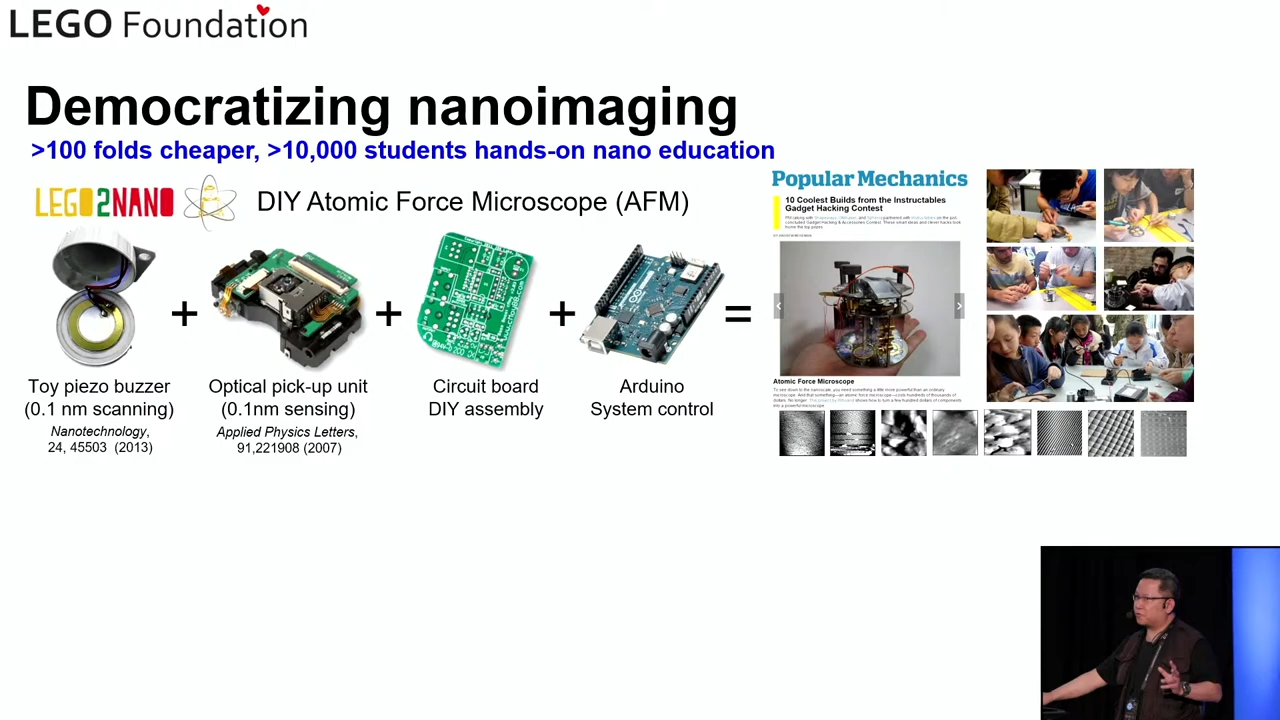 LEGO Foundation
Democratizing nanoimaging
>100 folds cheaper, >10,000 students hands-on nano education
LEGO2NANO
DIY Atomic Force Microscope (AFM)
+
+
+
=
Toy piezo buzzer
(0.1 nm scanning)
Nanotechnology,
24, 45503 (2013)
Optical pick-up unit
(0.1nm sensing)
Applied Physics Letters,
91,221908 (2007)
Circuit board
DIY assembly
Arduino
System control
Popular Mechanics
10 Coolest Builds from the Instructables
Gadget Hacking Contest
Atomic Force Microscope